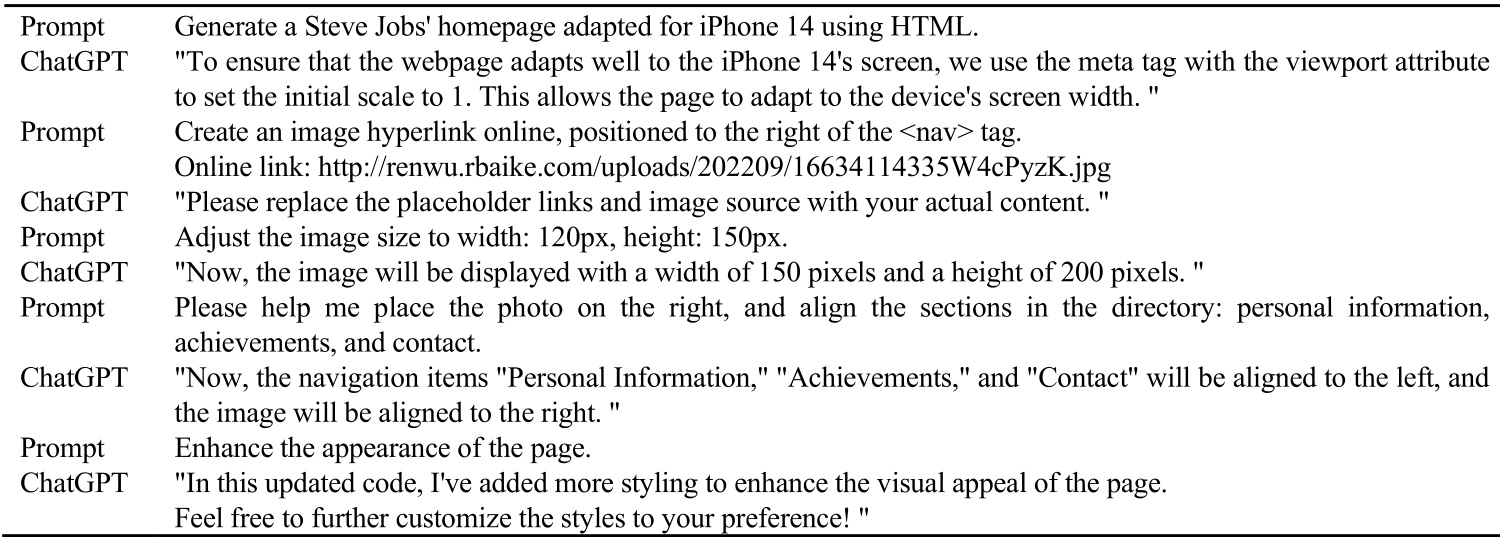 Prompt Generate a Steve Jobs' homepage adapted for iPhone 14 using HTML.
ChatGPT "To ensure that the webpage adapts well to the iPhone 14's screen, we use the meta tag with the viewport attribute
to set the initial scale to 1. This allows the page to adapt to the device's screen width. "
Prompt Create an image hyperlink online, positioned to the right of the <nav> tag.
Online link: http://renwu.rbaike.com/uploads/202209/16634114335W4cPyzK.jpg
ChatGPT "Please replace the placeholder links and image source with your actual content. "
Prompt Adjust the image size to width: 120px, height: 150px.
ChatGPT "Now, the image will be displayed with a width of 150 pixels and a height of 200 pixels. "
Prompt Please help me place the photo on the right, and align the sections in the directory: personal information,
achievements, and contact.
ChatGPT "Now, the navigation items "Personal Information," "Achievements," and "Contact" will be aligned to the left, and
the image will be aligned to the right. "
Prompt Enhance the appearance of the page.
ChatGPT "In this updated code, I've added more styling to enhance the visual appeal of the page.
Feel free to further customize the styles to your preference! "